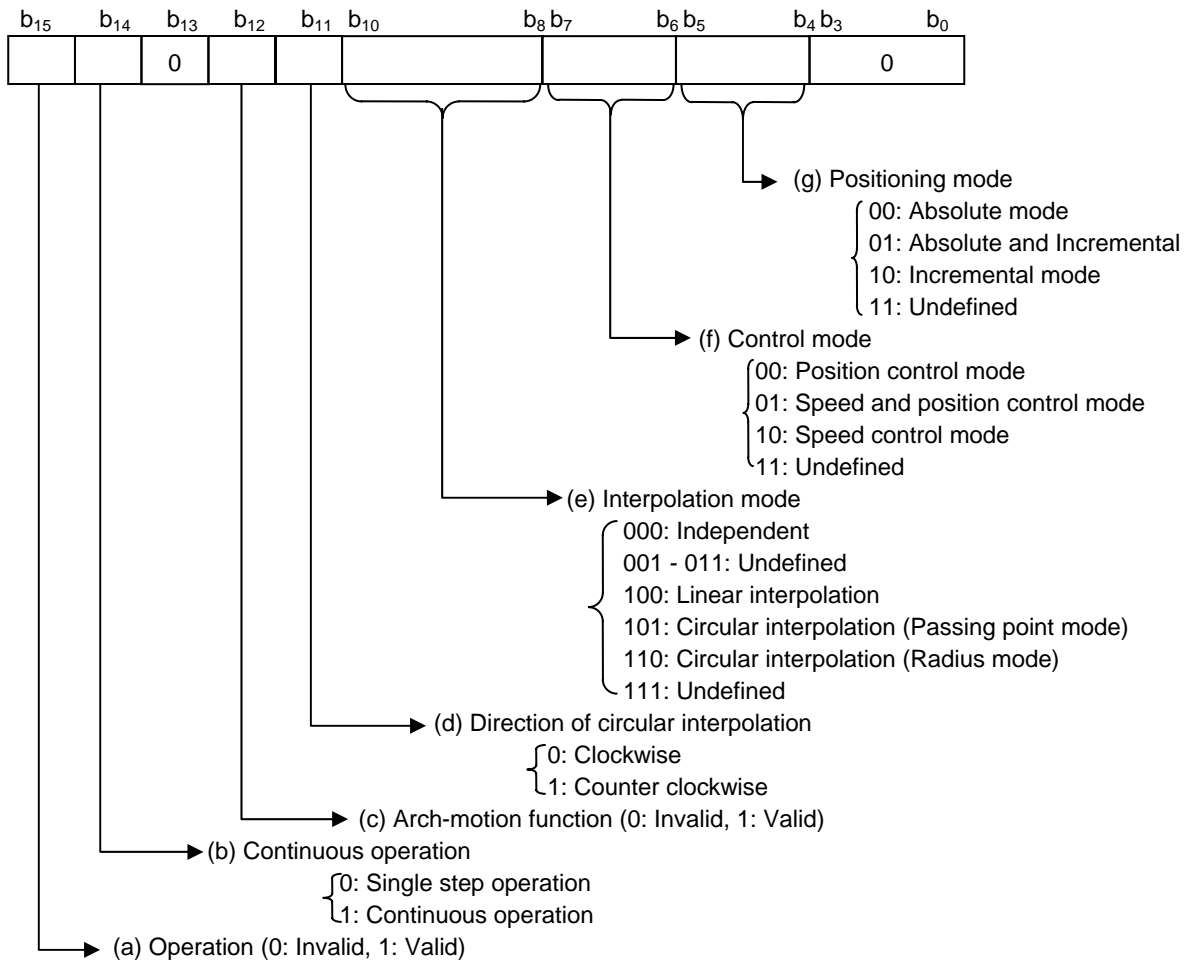 b15 b14 b13 b12 b11 b10 b8 b7 b6 b5 b4 b3 b0
0 0
(g) Positioning mode
00: Absolute mode
01: Absolute and Incremental
10: Incremental mode
11: Undefined
(f) Control mode
00: Position control mode
01: Speed and position control mode
10: Speed control mode
11: Undefined
(e) Interpolation mode
000: Independent
001 - 011: Undefined
100: Linear interpolation
101: Circular interpolation (Passing point mode)
110: Circular interpolation (Radius mode)
111: Undefined
(d) Direction of circular interpolation
0: Clockwise
1: Counter clockwise
(c) Arch-motion function (0: Invalid, 1: Valid)
(b) Continuous operation
0: Single step operation
1: Continuous operation
(a) Operation (0: Invalid, 1: Valid)